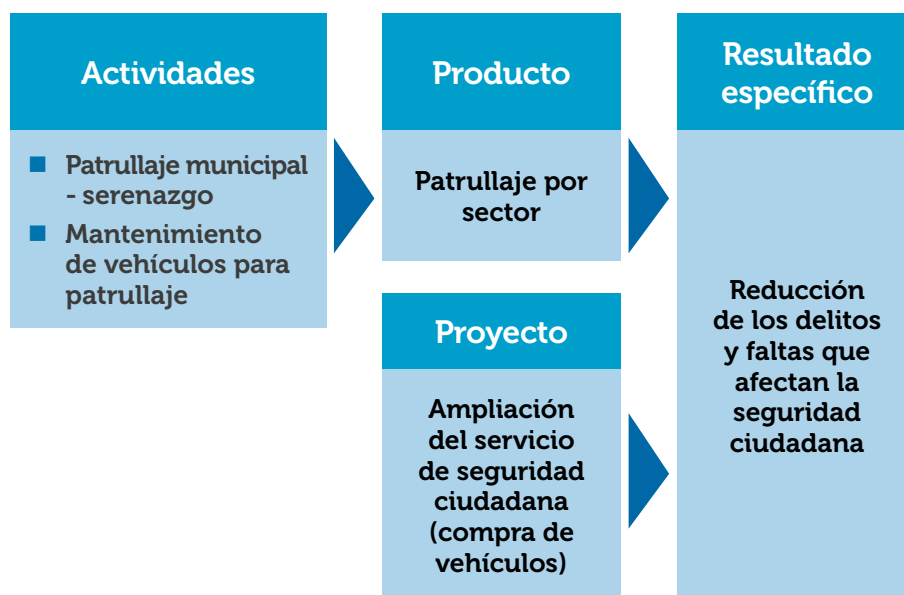 Actividades
■ Patrullaje municipal
- serenazgo
■ Mantenimiento
de vehículos para
patrullaje
Producto
Patrullaje por
sector
Proyecto
Ampliación
del servicio
de seguridad
ciudadana
(compra de
vehículos)
Resultado
específico
Reducción
de los delitos
y faltas que
afectan la
seguridad
ciudadana